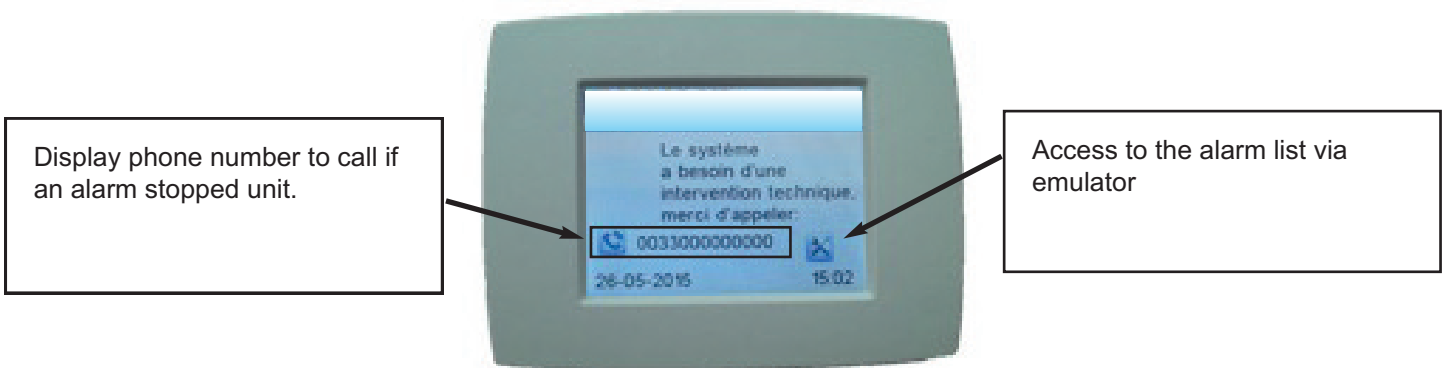 Display phone number to call if
an alarm stopped unit.
Le système
a besoin d'une
intervention technique,
merci d'appeler:
0033000000000
26-05-2015
15:02
Access to the alarm list via
emulator